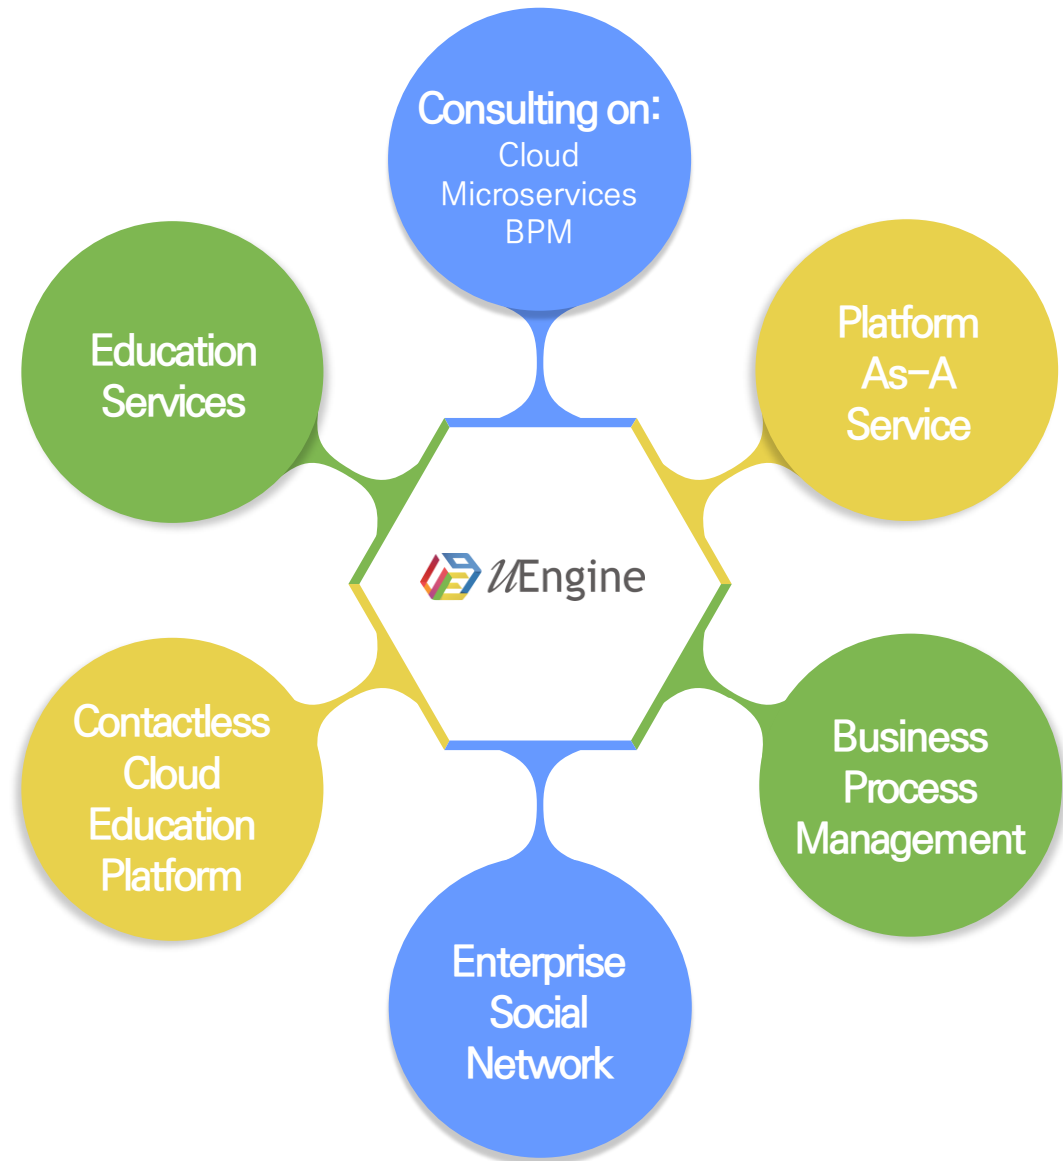 Consulting on:
Cloud
Microservices
BPM
Platform
As-A
Service
Business
Process
Management
Enterprise
Social
Network
Contactless
Cloud
Education
Platform
Education
Services
UEngine